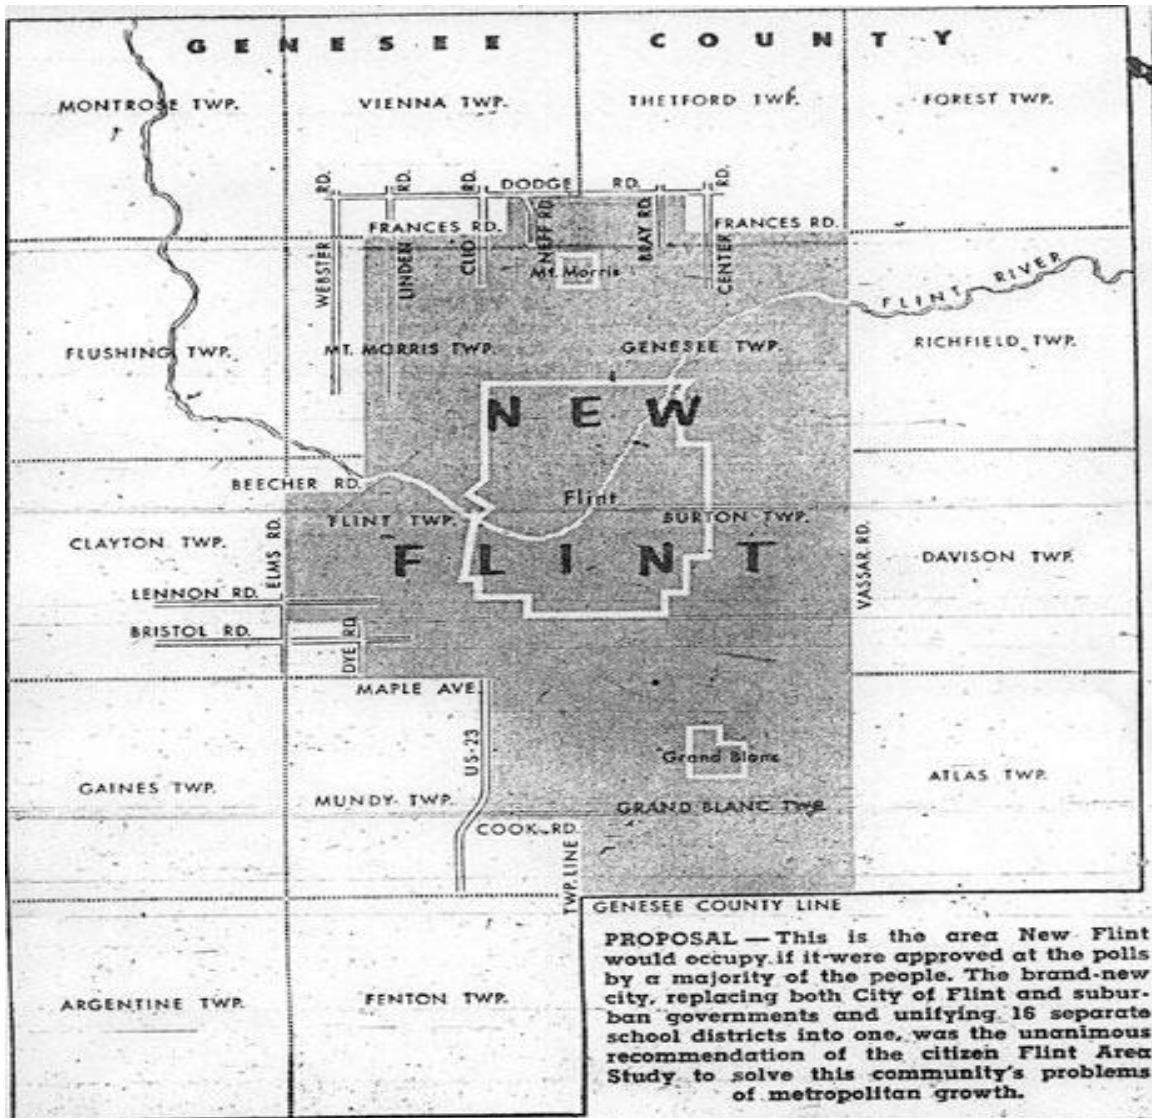 GENESEE COUNTY
MONTROSE TWP.
VIENNA TWP.
THETFORD TWP.
FOREST TWP.
RD.
RD.
RD.
DODGE RD.
RD.
FRANCES RD.
NEFF RD.
BRAY RD.
FRANCES RD.
WEBSTER
LINDEN
CLIO
Mt. Morris
CENTER
FLINT RIVER
FLUSHING TWP.
MT. MORRIS TWP.
GENESEE TWP.
RICHFIELD TWP.
NEW
BEECHER RD.
Flint
FLINT TWP.
BURTON TWP.
CLAYTON TWP.
ELMS RD.
FLINT
VASSAR RD.
DAVISON TWP.
LENNON RD.
BRISTOL RD.
DYE RD.
MAPLE AVE.
US-23
Grand Blanc
GAINES TWP.
MUNDY TWP.
GRAND BLANC TWP.
ATLAS TWP.
COOK RD.
TWP. LINE
GENESEE COUNTY LINE
ARGENTINE TWP.
FENTON TWP.
PROPOSAL — This is the area New Flint
would occupy if it were approved at the polls
by a majority of the people. The brand-new
city, replacing both City of Flint and subur-
ban governments and unifying 16 separate
school districts into one, was the unanimous
recommendation of the citizen Flint Area
Study to solve this community's problems
of metropolitan growth.